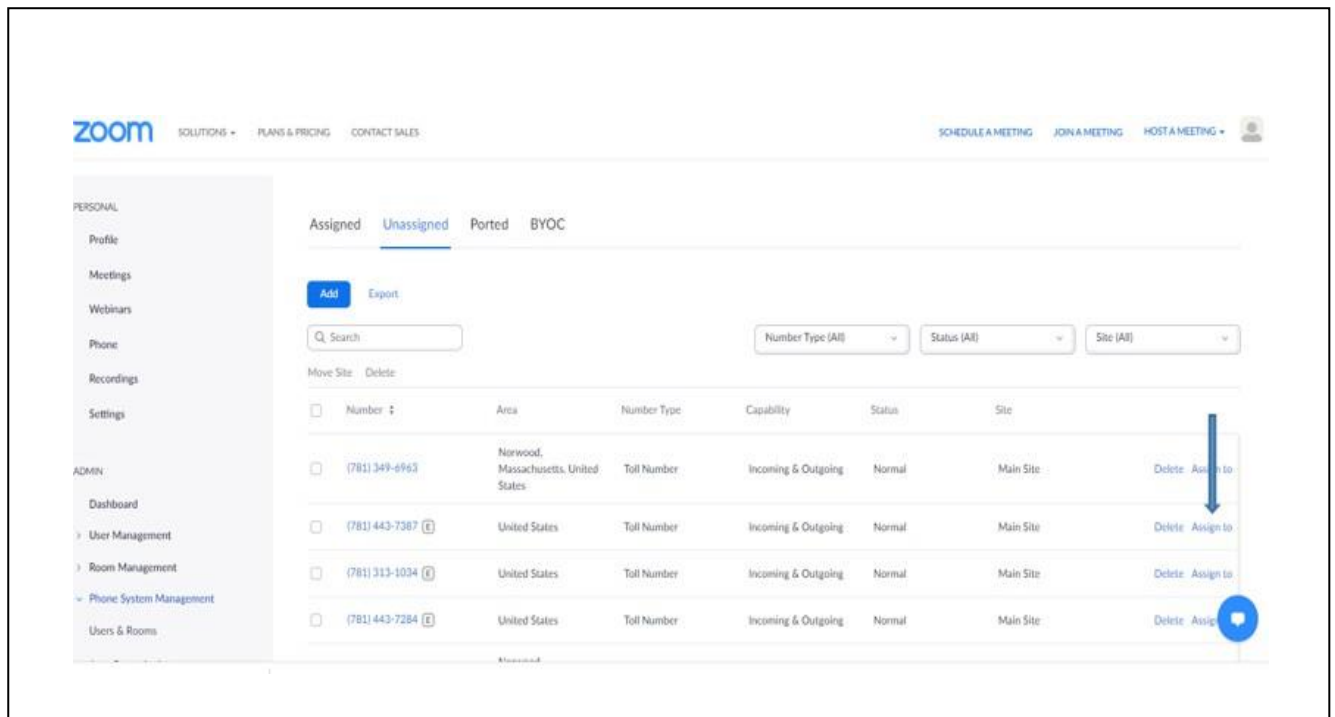 zoom SOLUTIONS PLANS & PRICING CONTACT SALES SCHEDULE A MEETING JOIN A MEETING HOST A MEETING
PERSONAL
Profile
Meetings
Webinars
Phone
Recordings
Settings
ADMIN
Dashboard
User Management
Room Management
Phone System Management
Users & Rooms
Assigned Unassigned Ported BYOC
Add Export
Search Number Type (All) Status (All) Site (All)
Move Site Delete
Number Area Number Type Capability Status Site
(781) 349-6963 Norwood, Massachusetts, United States Toll Number Incoming & Outgoing Normal Main Site Delete Assign to
(781) 443-7387 E United States Toll Number Incoming & Outgoing Normal Main Site Delete Assign to
(781) 313-1034 E United States Toll Number Incoming & Outgoing Normal Main Site Delete Assign to
(781) 443-7284 E United States Toll Number Incoming & Outgoing Normal Main Site Delete